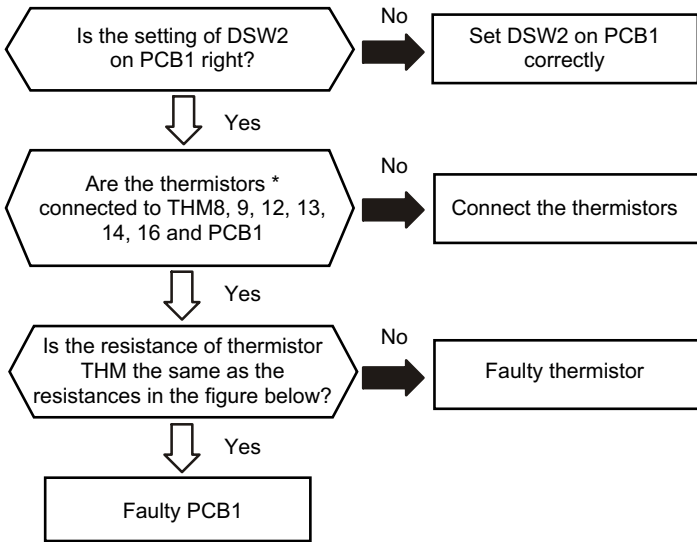 Is the setting of DSW2
on PCB1 right?
No
Set DSW2 on PCB1
correctly
Yes
Are the thermistors *
connected to THM8, 9, 12, 13,
14, 16 and PCB1
No
Connect the thermistors
Yes
Is the resistance of thermistor
THM the same as the
resistances in the figure below?
No
Faulty thermistor
Yes
Faulty PCB1